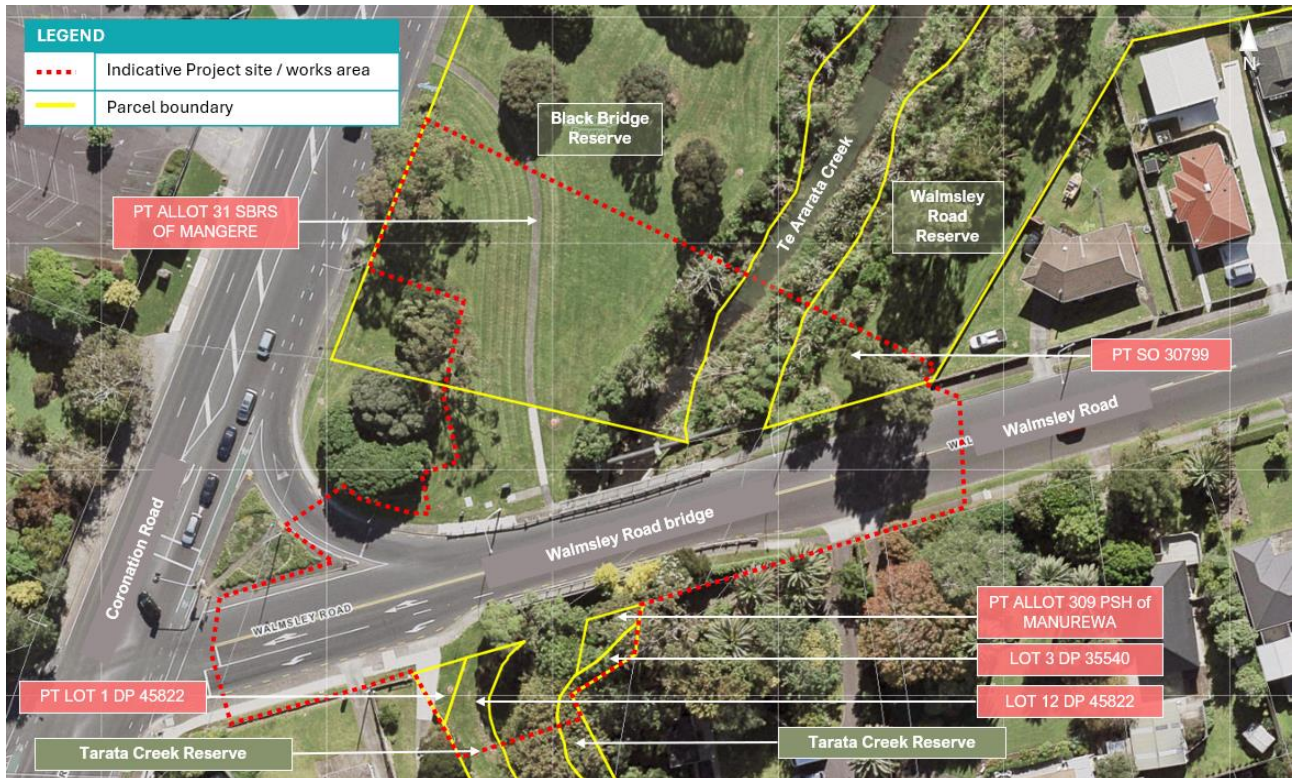 LEGEND
Indicative Project site / works area
Parcel boundary
N
Black Bridge
Reserve
Te Ararata Creek
Walmsley
Road
Reserve
PT ALLOT 31 SBRS
OF MANGERE
PT SO 30799
Walmsley Road
WAL
Coronation Road
Walmsley Road bridge
WALMSLEY ROAD
PT ALLOT 309 PSH of
MANUREWA
LOT 3 DP 35540
PT LOT 1 DP 45822
LOT 12 DP 45822
Tarata Creek Reserve
Tarata Creek Reserve